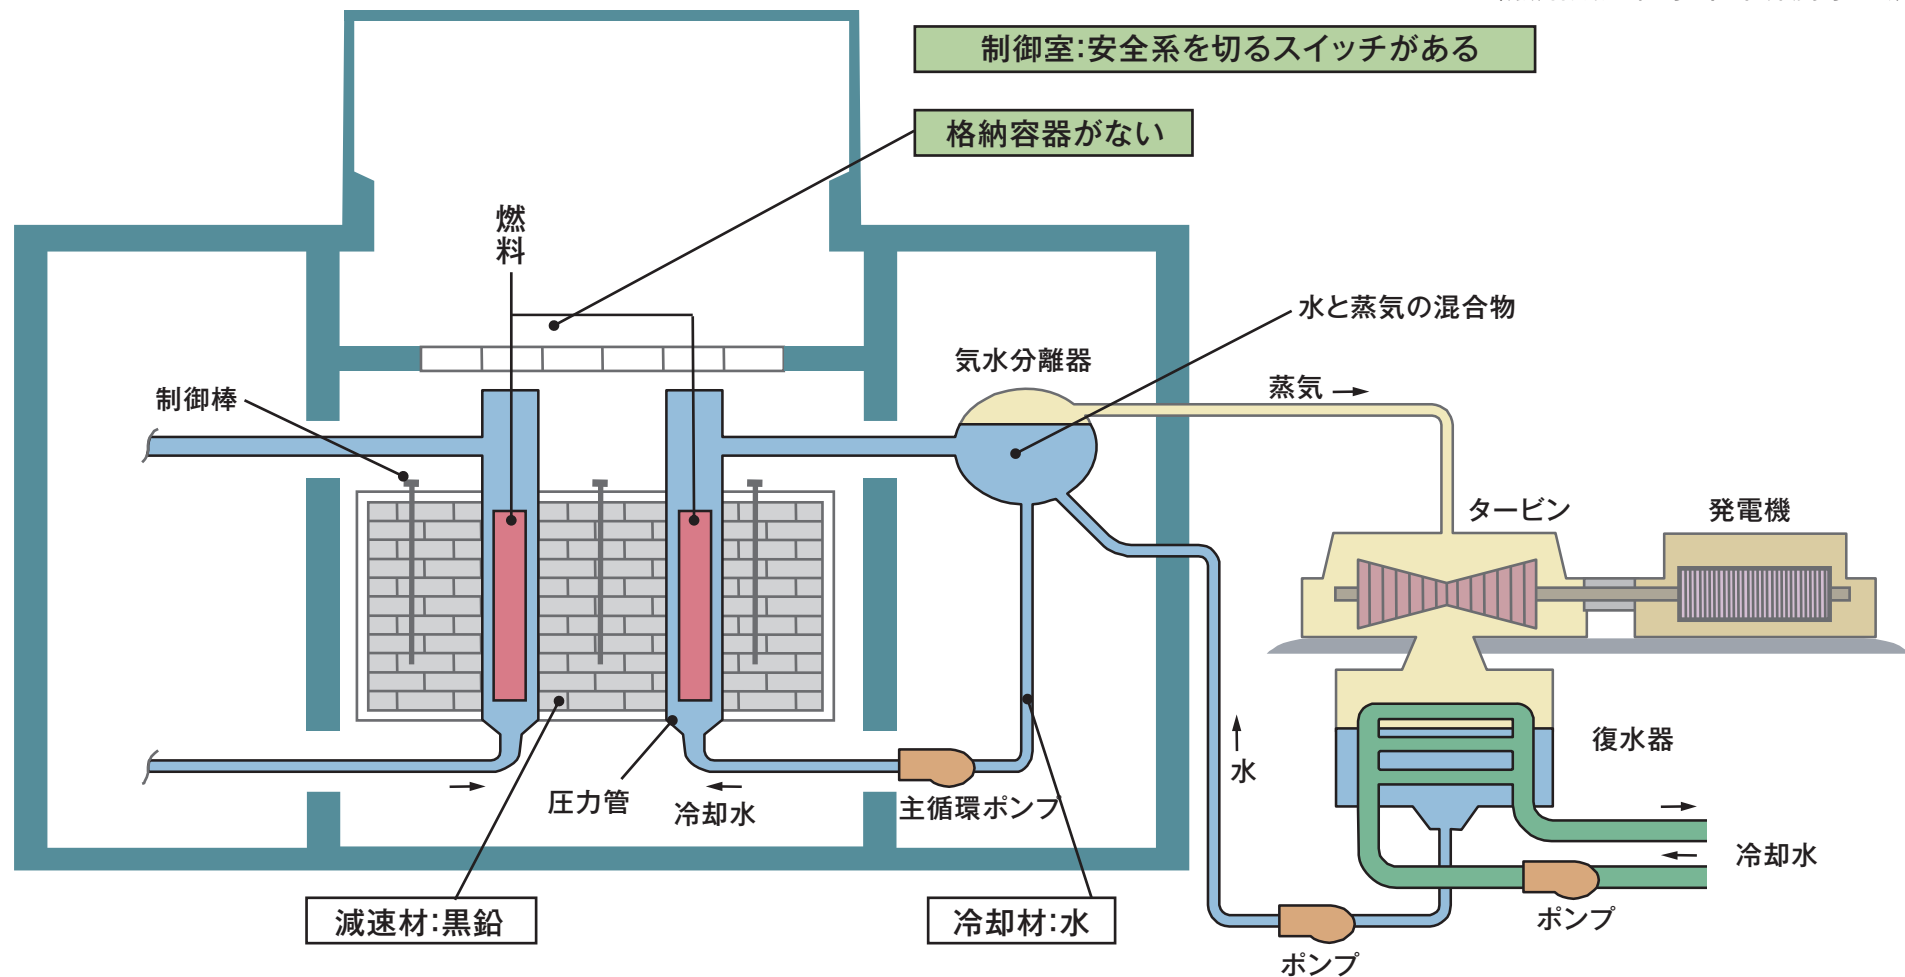 制御室:安全系を切るスイッチがある
格納容器がない
燃料
水と蒸気の混合物
気水分離器
蒸気
制御棒
タービン
発電機
復水器
水
圧力管
冷却水
主循環ポンプ
冷却水
減速材:黒鉛
冷却材:水
ポンプ
ポンプ